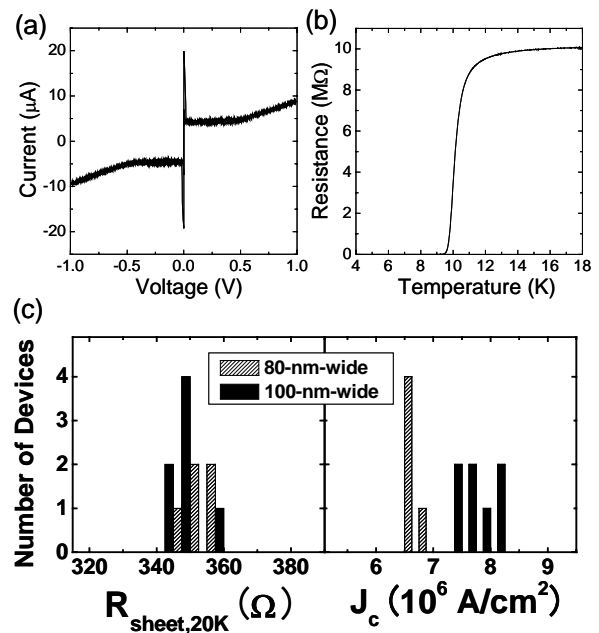 (a)
20
10
0
-10
-20
Current (μA)
-1.0 -0.5 0.0 0.5 1.0
Voltage (V)
(b)
10
8
6
4
2
0
Resistance (MΩ)
4 6 8 10 12 14 16 18
Temperature (K)
(c)
80-nm-wide
100-nm-wide
4
3
2
1
0
Number of Devices
320 340 360 380
R_sheet,20K (Ω)
6 7 8 9
J_c (10^6 A/cm^2)